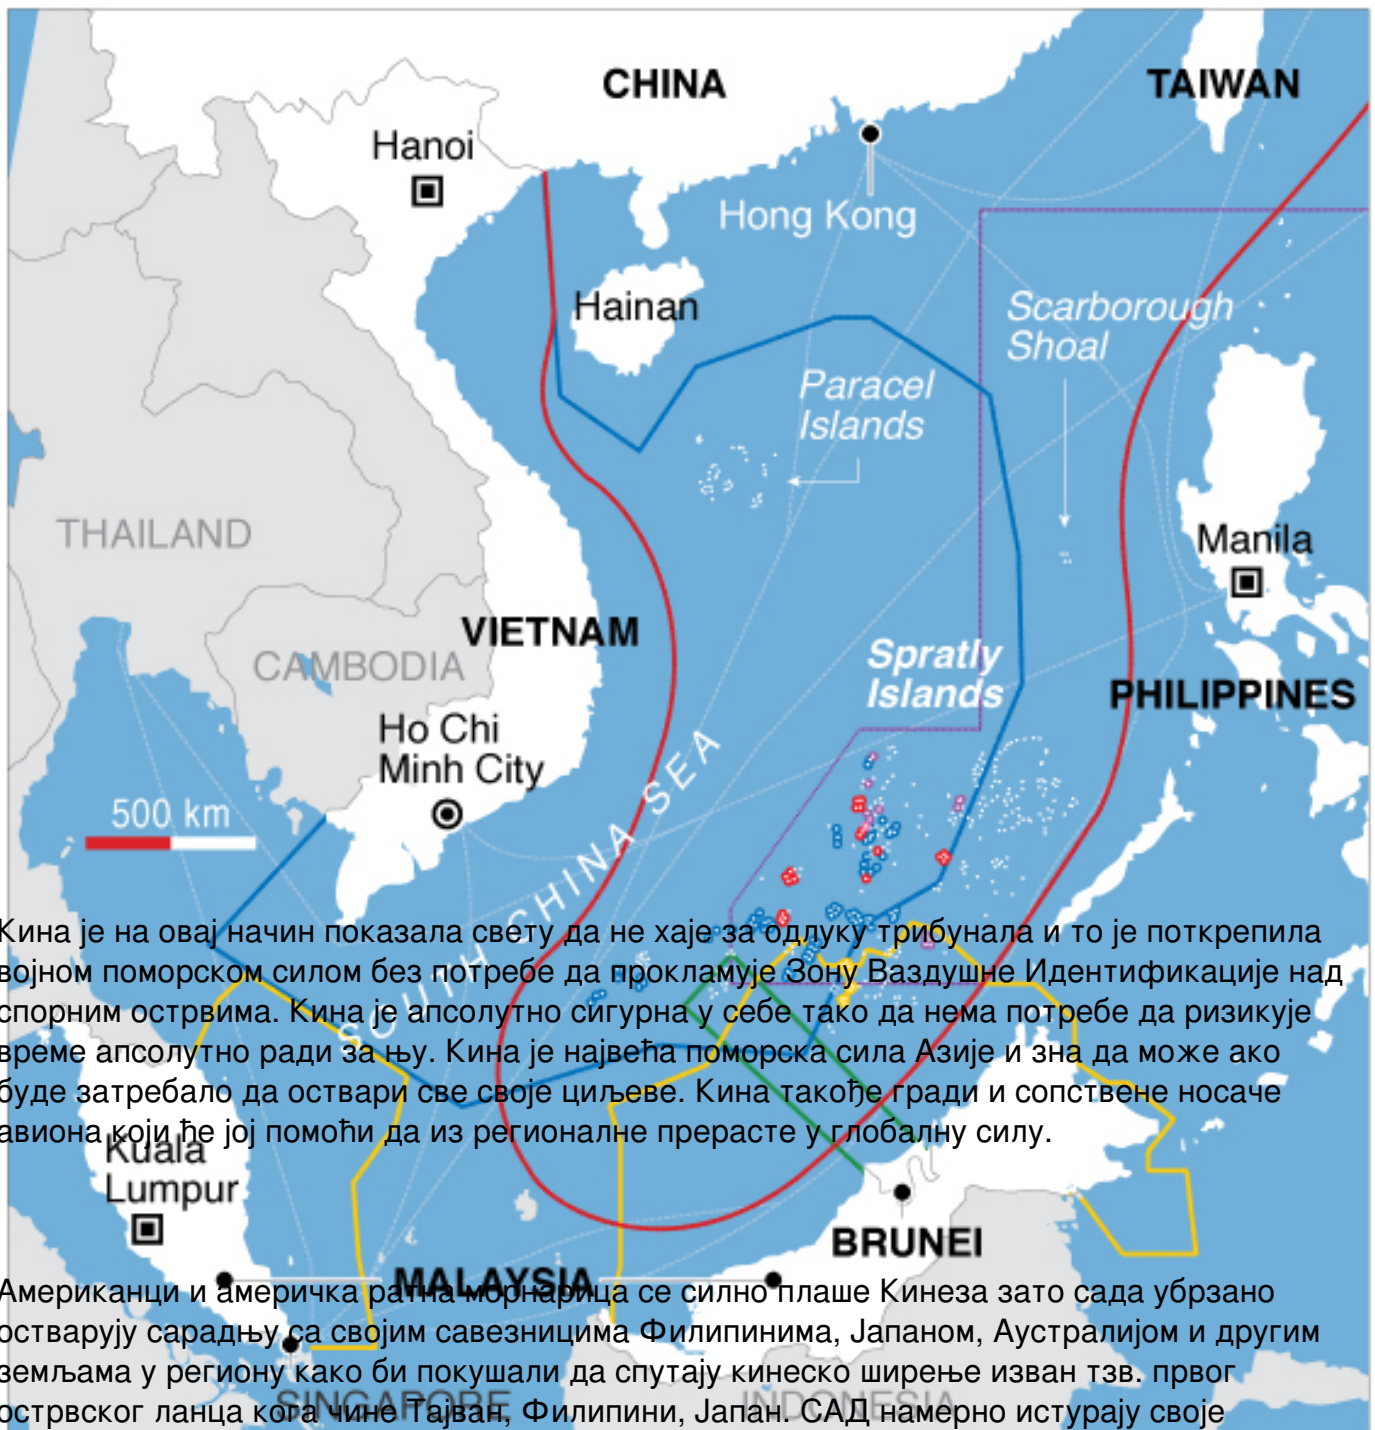 CHINA
TAIWAN
Hanoi
Hong Kong
Hainan
Scarborough
Shoal
Paracel
Islands
THAILAND
Manila
VIETNAM
CAMBODIA
Spratly
Islands
PHILIPPINES
Ho Chi
Minh City
500 km
SOUTH CHINA SEA
Кина је на овај начин показала свету да не хаје за одлуку трибунала и то је поткрепила
војном поморском силом без потребе да прокламује Зону Ваздушне Идентификације над
спорним острвима. Кина је апсолутно сигурна у себе тако да нема потребе да ризикује
време апсолутно ради за њу. Кина је највећа поморска сила Азије и зна да може ако
буде затребало да оствари све своје циљеве. Кина такође гради и сопствене носаче
авиона који ће јој помоћи да из регионалне прерасте у глобалну силу.
Kuala
Lumpur
BRUNEI
MALAYSIA
Американци и америчка ратна морнарица се силно плаше Кинеза зато сада убрзано
остварују сарадњу са својим савезницима Филипинима, Јапаном, Аустралијом и другим
земљама у региону како би покушали да спутају кинеско ширење изван тзв. првог
острвског ланца кога чине Тајван, Филипини, Јапан. САД намерно истурају своје
SINGAPORE
INDONESIA